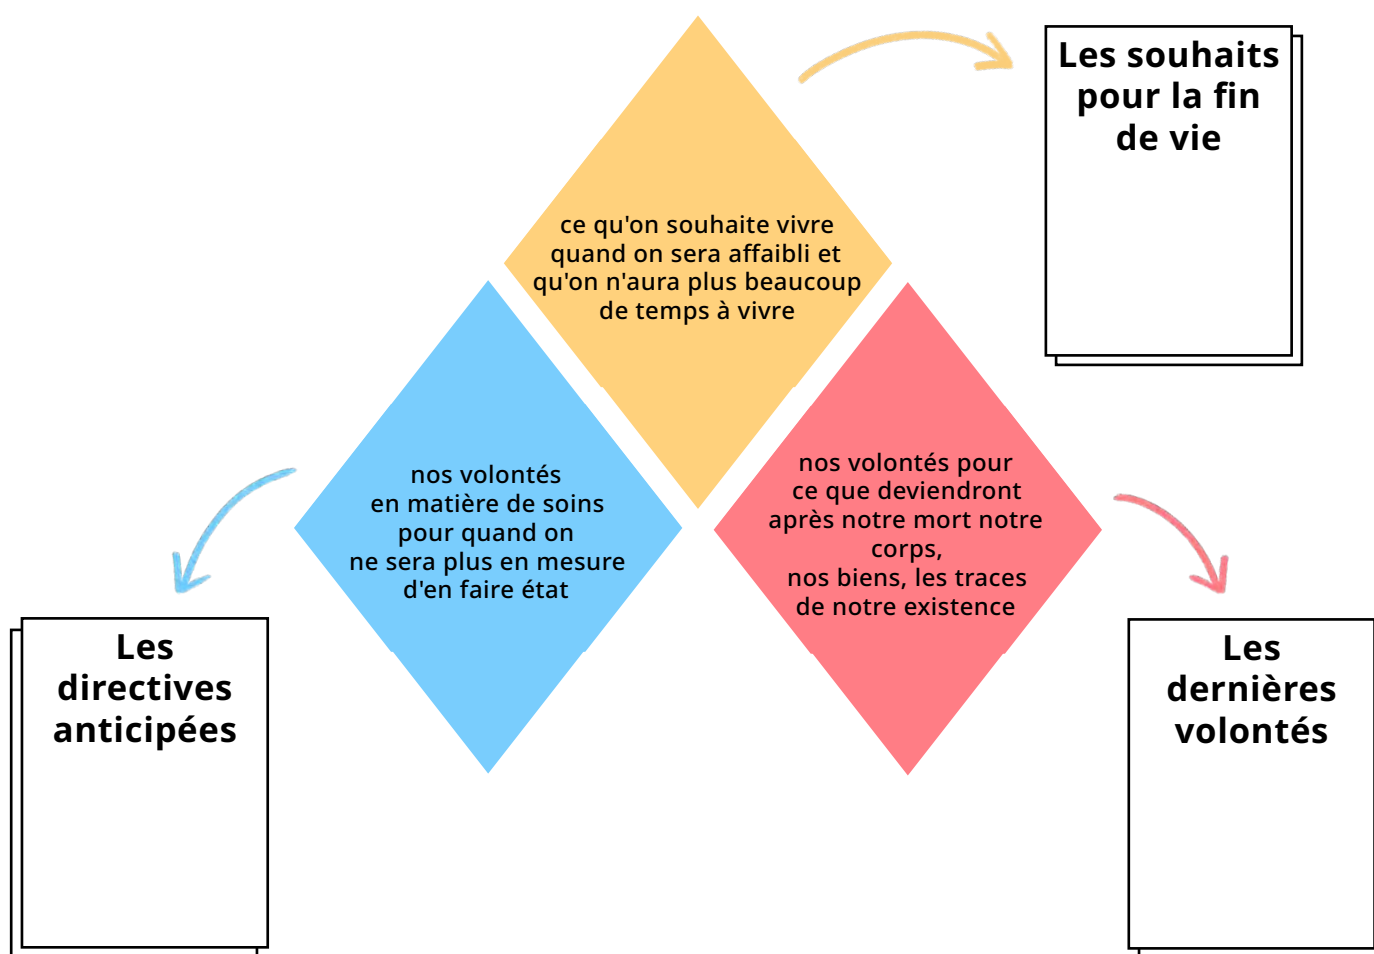 Les souhaits
pour la fin
de vie
ce qu'on souhaite vivre
quand on sera affaibli et
qu'on n'aura plus beaucoup
de temps à vivre
nos volontés
en matière de soins
pour quand on
ne sera plus en mesure
d'en faire état
nos volontés pour
ce que deviendront
après notre mort notre
corps,
nos biens, les traces
de notre existence
Les
directives
anticipées
Les
dernières
volontés